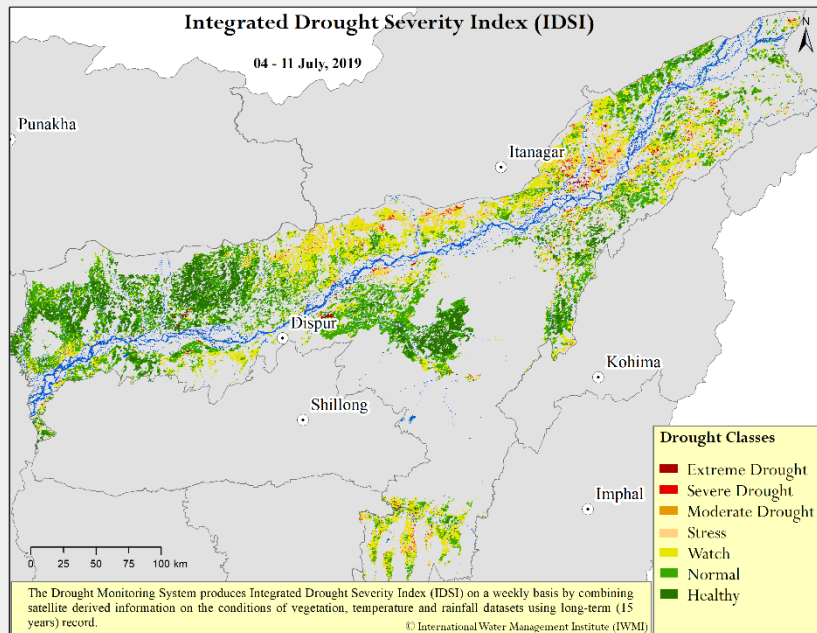 Integrated Drought Severity Index (IDSI)
04 - 11 July, 2019
N
Punakha
Itanagar
Dispur
Kohima
Shillong
Imphal
Drought Classes
Extreme Drought
Severe Drought
Moderate Drought
Stress
Watch
Normal
Healthy
0 25 50 75 100 km
The Drought Monitoring System produces Integrated Drought Severity Index (IDSI) on a weekly basis by combining
satellite derived information on the conditions of vegetation, temperature and rainfall datasets using long-term (15
years) record.
© International Water Management Institute (IWMI)